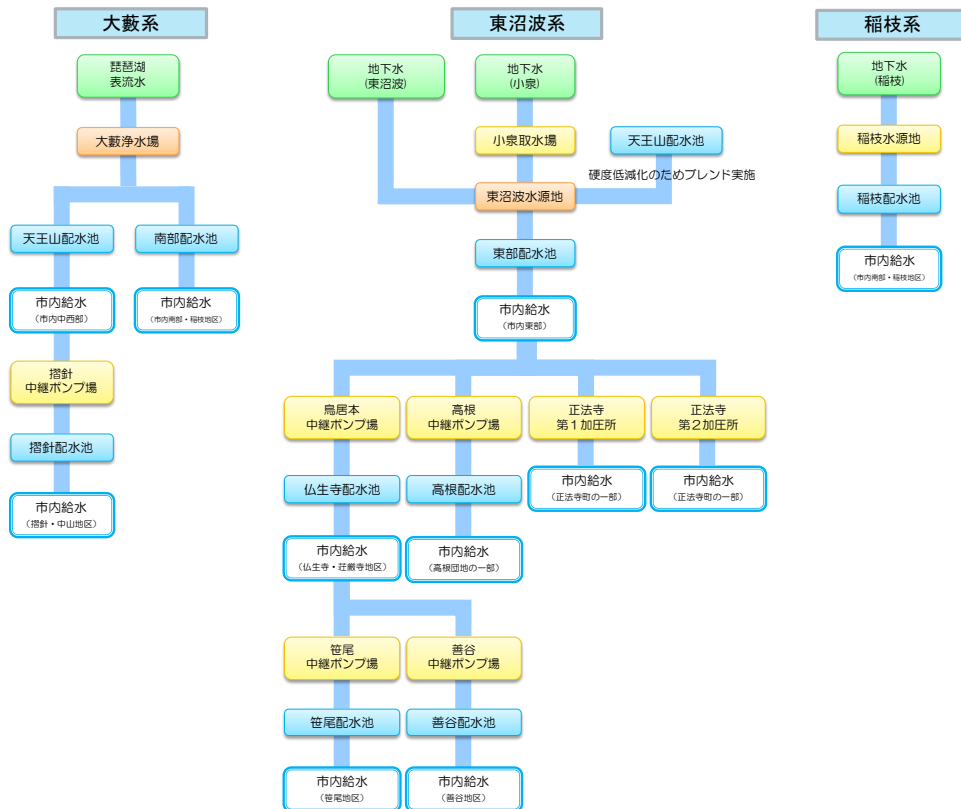 大藪系
琵琶湖
表流水
大藪浄水場
天王山配水池
南部配水池
市内給水
（市内中西部）
市内給水
（市内南部・稲枝地区）
摺針
中継ポンプ場
摺針配水池
市内給水
（摺針・中山地区）
東沼波系
地下水
(東沼波)
地下水
(小泉)
小泉取水場
天王山配水池
硬度低減化のためブレンド実施
東沼波水源地
東部配水池
市内給水
（市内東部）
鳥居本
中継ポンプ場
高根
中継ポンプ場
正法寺
第１加圧所
正法寺
第２加圧所
仏生寺配水池
高根配水池
市内給水
（正法寺町の一部）
市内給水
（正法寺町の一部）
市内給水
（仏生寺・荘厳寺地区）
市内給水
（高根団地の一部）
笹尾
中継ポンプ場
善谷
中継ポンプ場
笹尾配水池
善谷配水池
市内給水
（笹尾地区）
市内給水
（善谷地区）
稲枝系
地下水
(稲枝)
稲枝水源地
稲枝配水池
市内給水
（市内南部・稲枝地区）